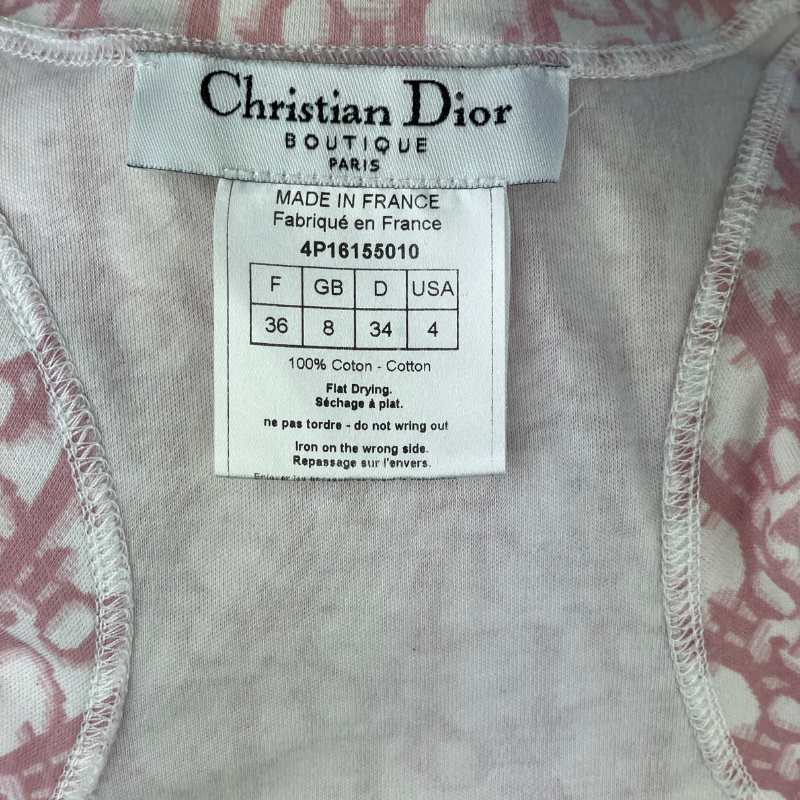 Christian Dior
BOUTIQUE
PARIS
MADE IN FRANCE
Fabriqué en France
4P16155010
F GB D USA
36 8 34 4
100% Coton - Cotton
Flat Drying.
Séchage à plat.
ne pas tordre - do not wring out
Iron on the wrong side.
Repassage sur l'envers.